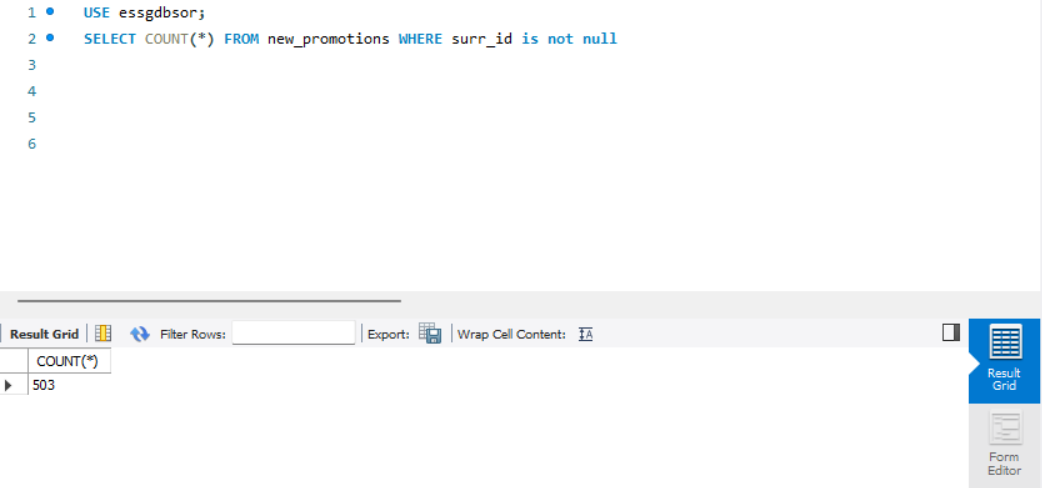 1 USE essgdbsor;
2 SELECT COUNT(*) FROM new_promotions WHERE surr_id is not null
3
4
5
6
Result Grid Filter Rows: Export: Wrap Cell Content: IA
COUNT(*)
503
Result
Grid
Form
Editor